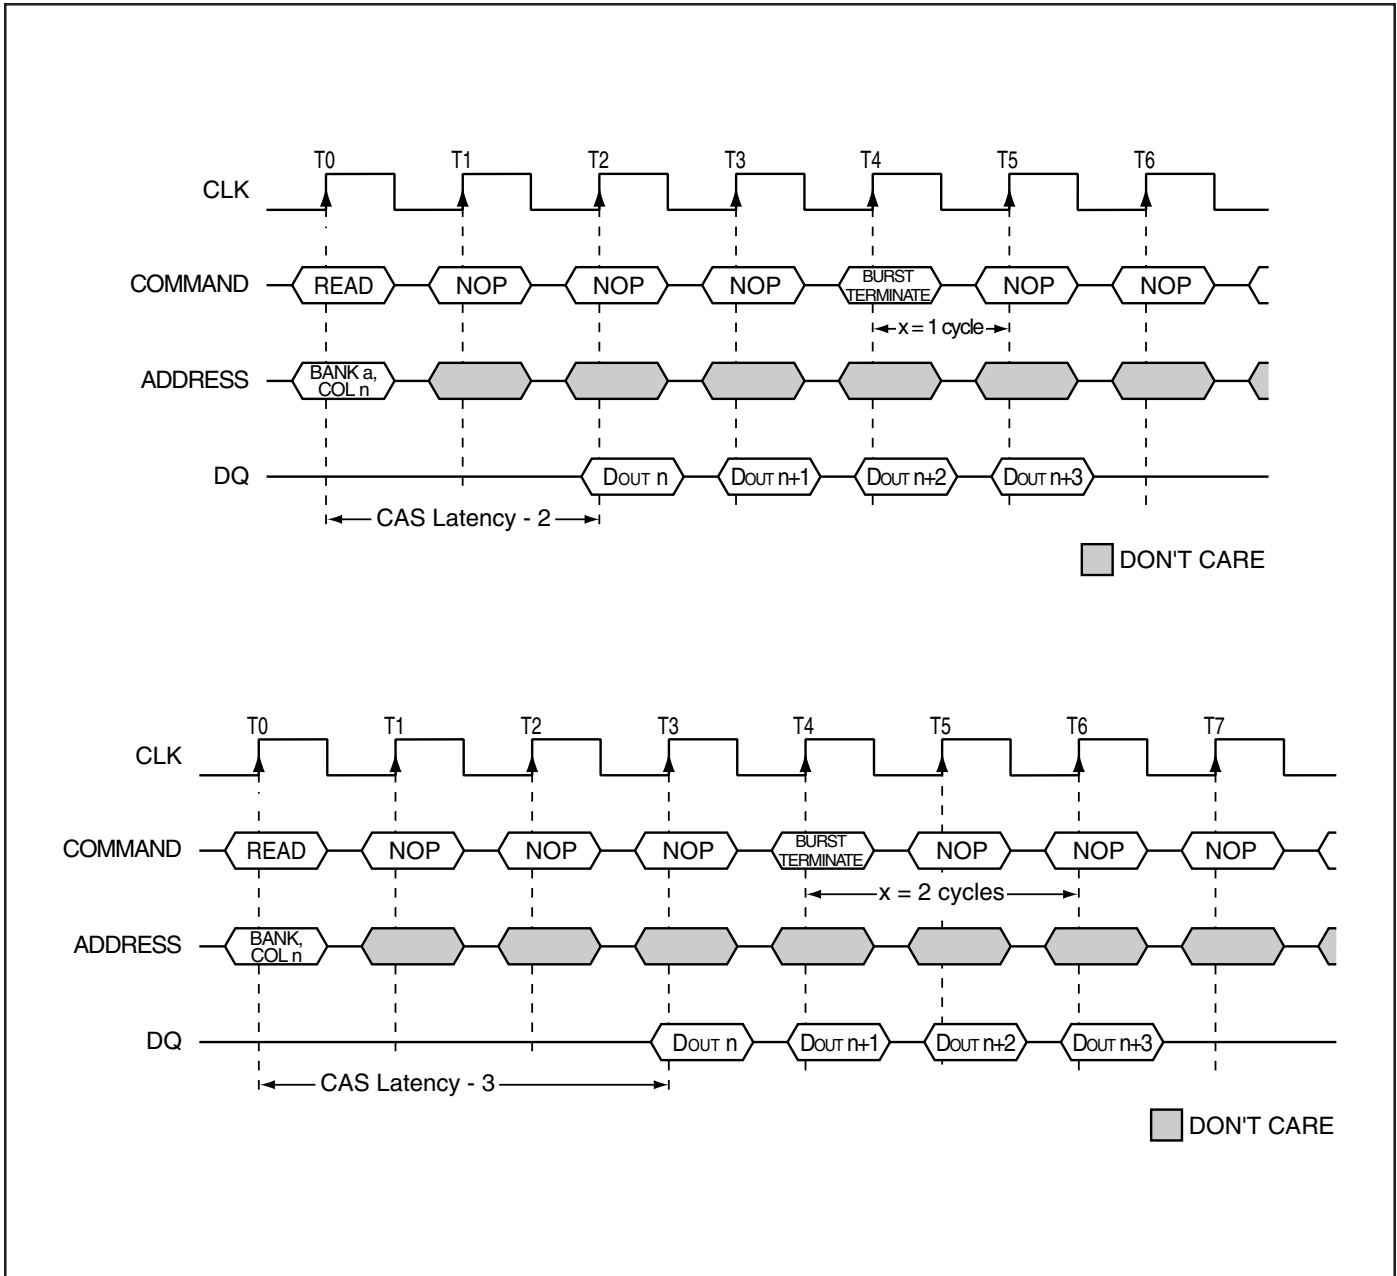 T0 T1 T2 T3 T4 T5 T6
CLK
COMMAND READ NOP NOP NOP BURST TERMINATE NOP NOP
x = 1 cycle
ADDRESS BANK a, COL n
DQ DOUT n DOUT n+1 DOUT n+2 DOUT n+3
CAS Latency - 2
DON'T CARE
T0 T1 T2 T3 T4 T5 T6 T7
CLK
COMMAND READ NOP NOP NOP BURST TERMINATE NOP NOP NOP
x = 2 cycles
ADDRESS BANK, COL n
DQ DOUT n DOUT n+1 DOUT n+2 DOUT n+3
CAS Latency - 3
DON'T CARE